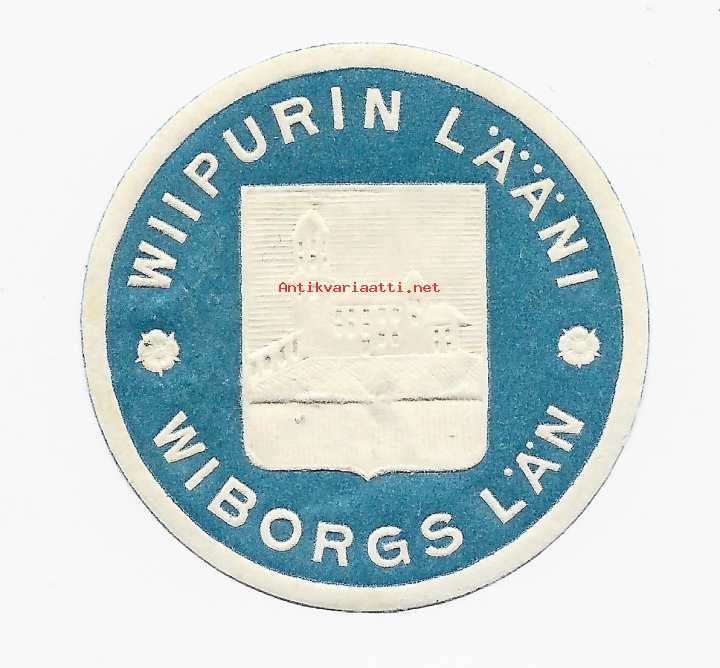 WIIPURIN LÄÄNI
Antikvariaatti.net
WIBORGS LÄN